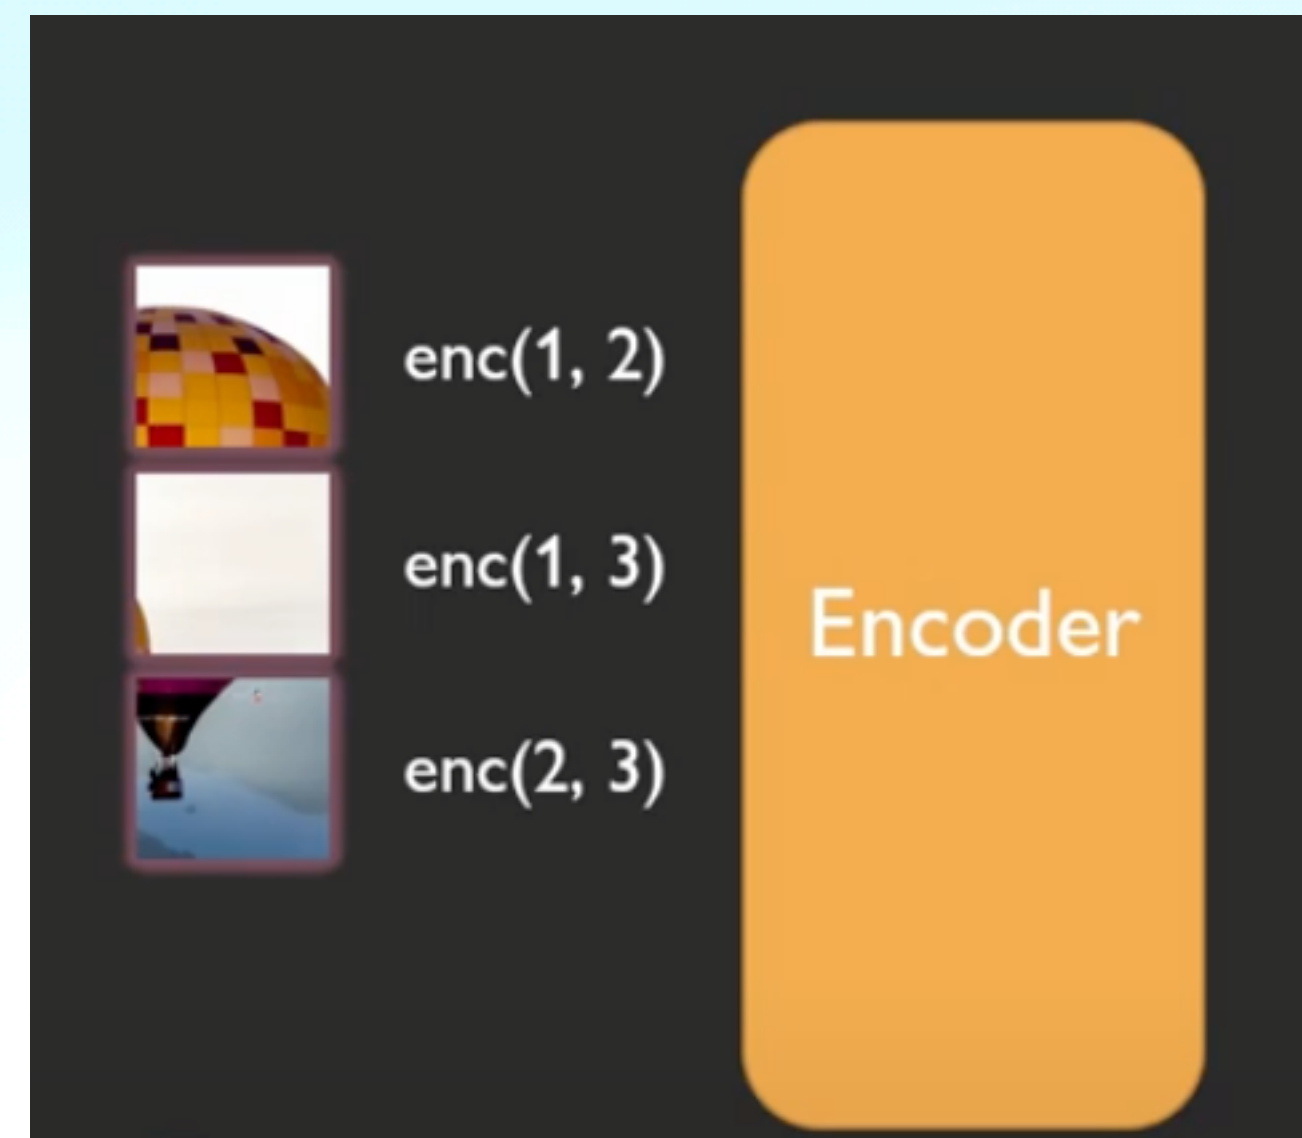 enc(1, 2)
enc(1, 3)
Encoder
enc(2, 3)